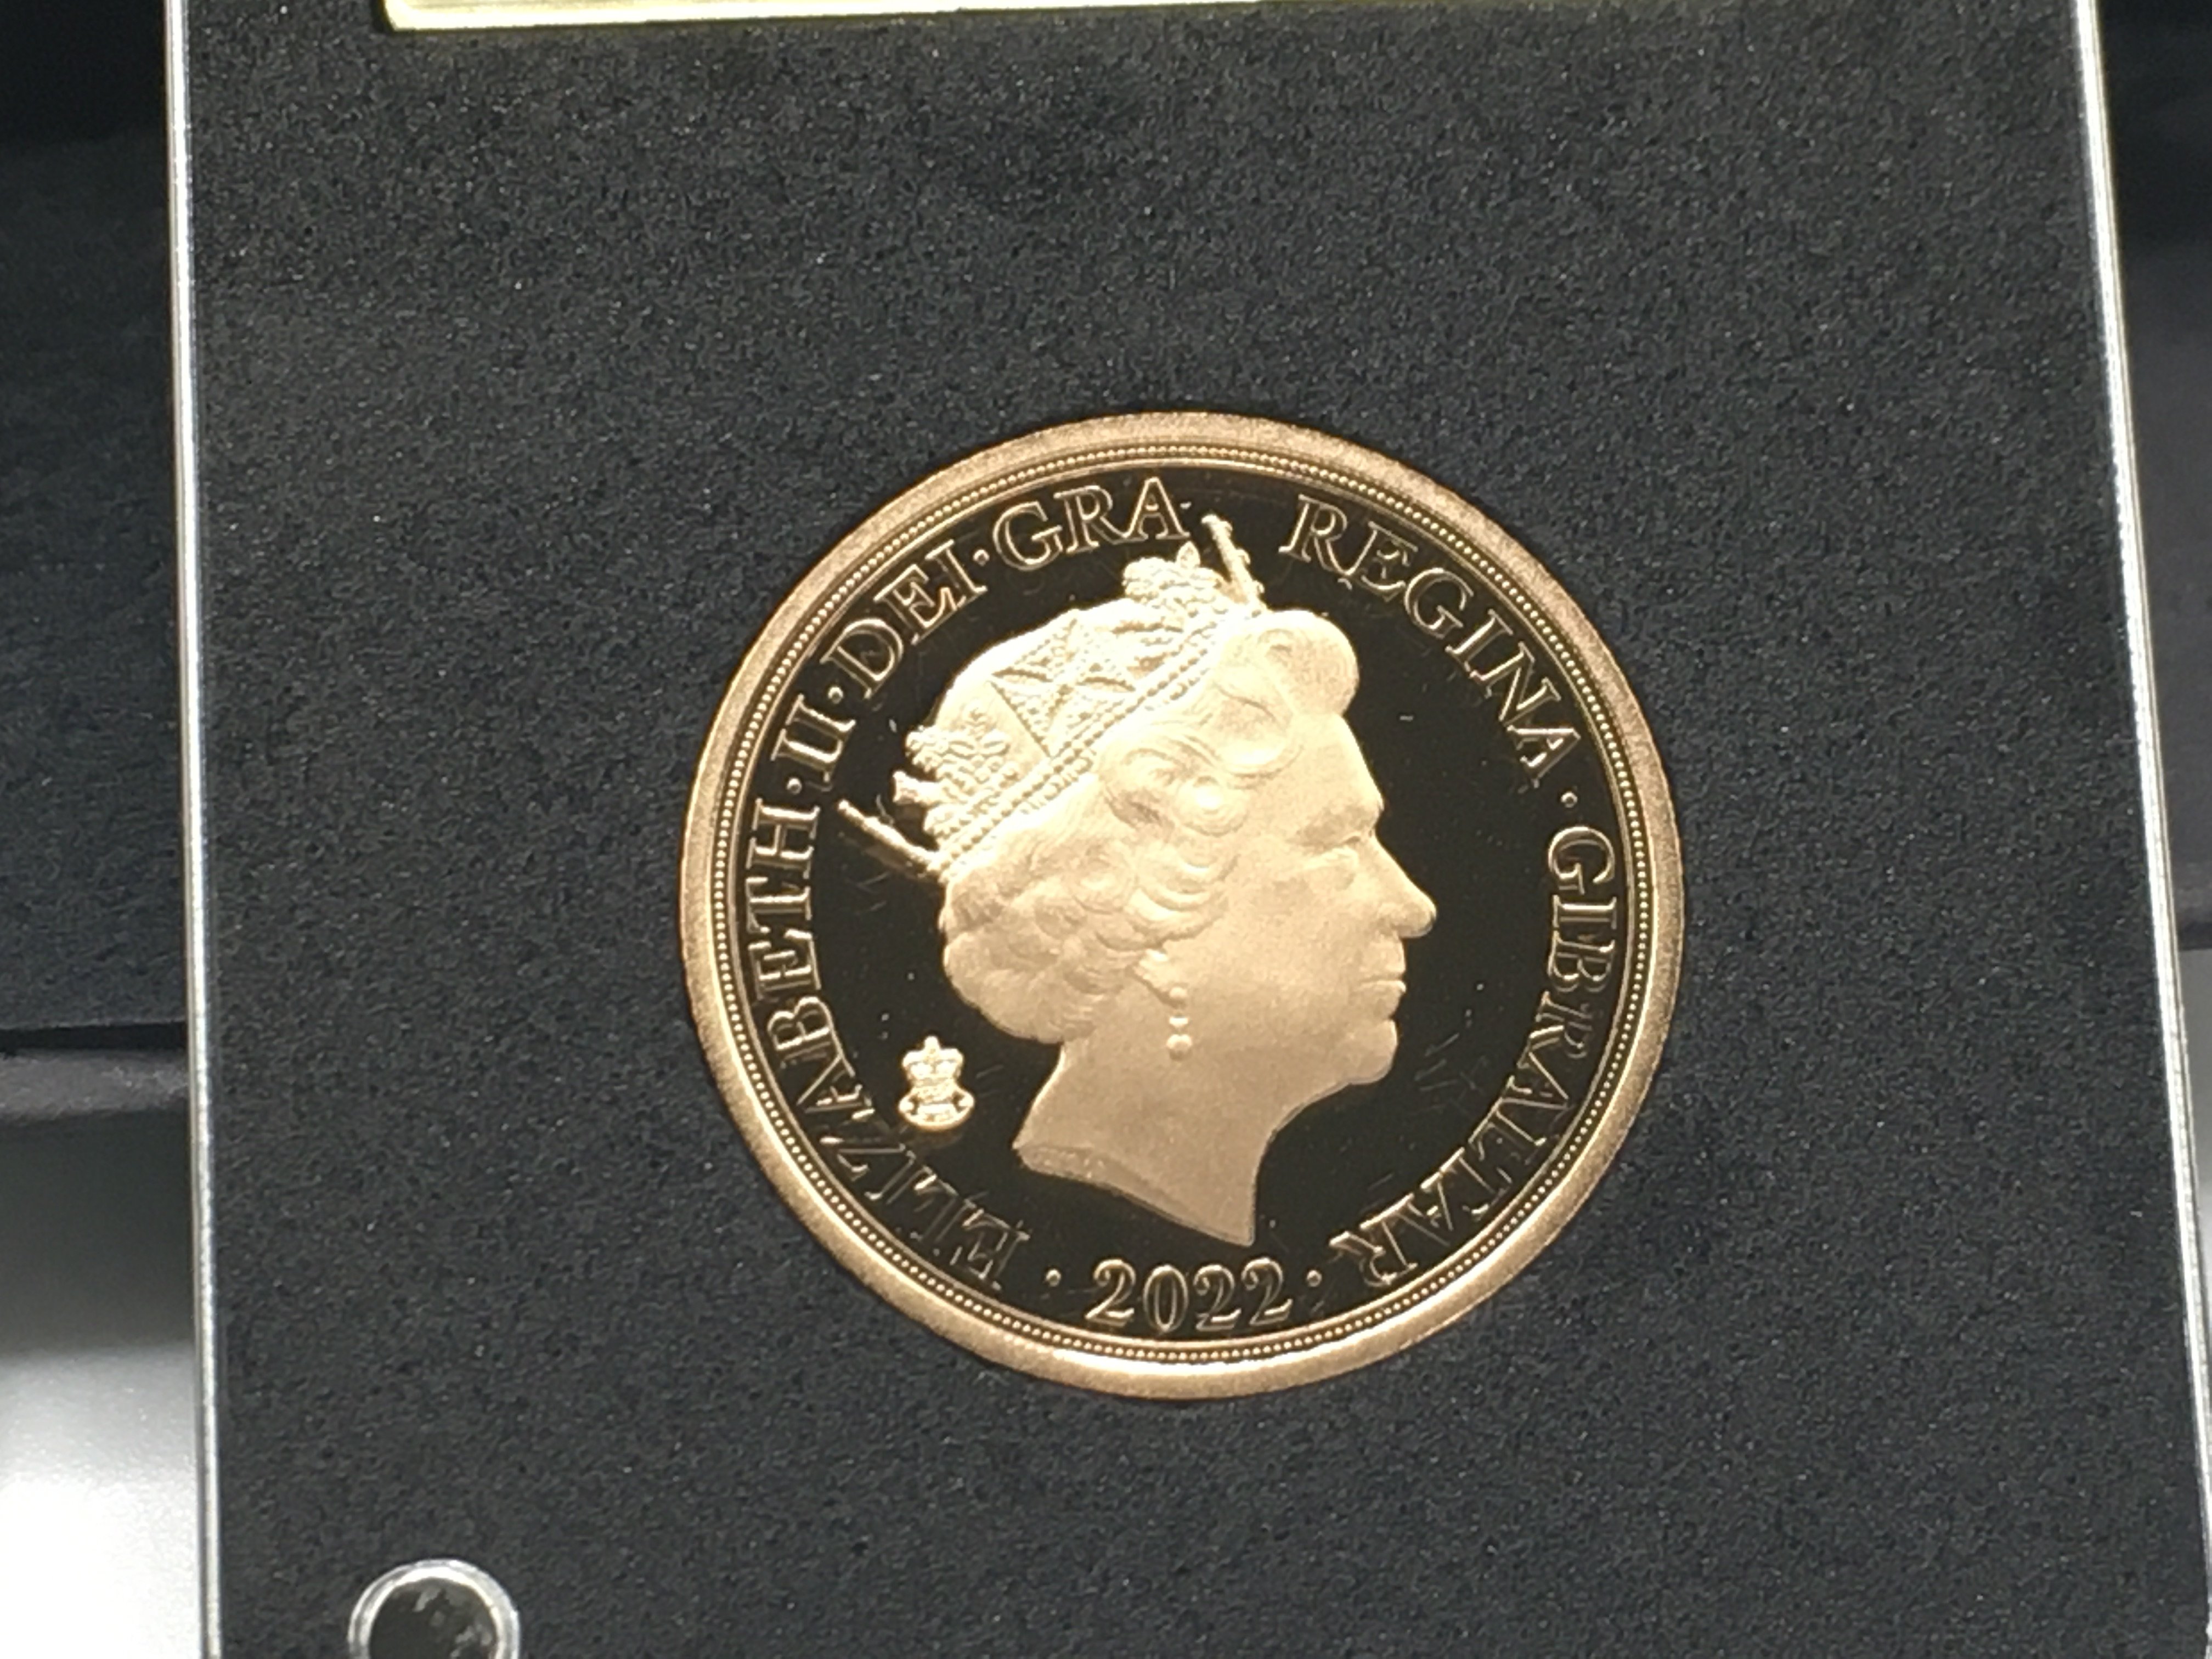 ELIZABETH·II·DEI·GRA REGINA·GIBRALTAR
·2022·